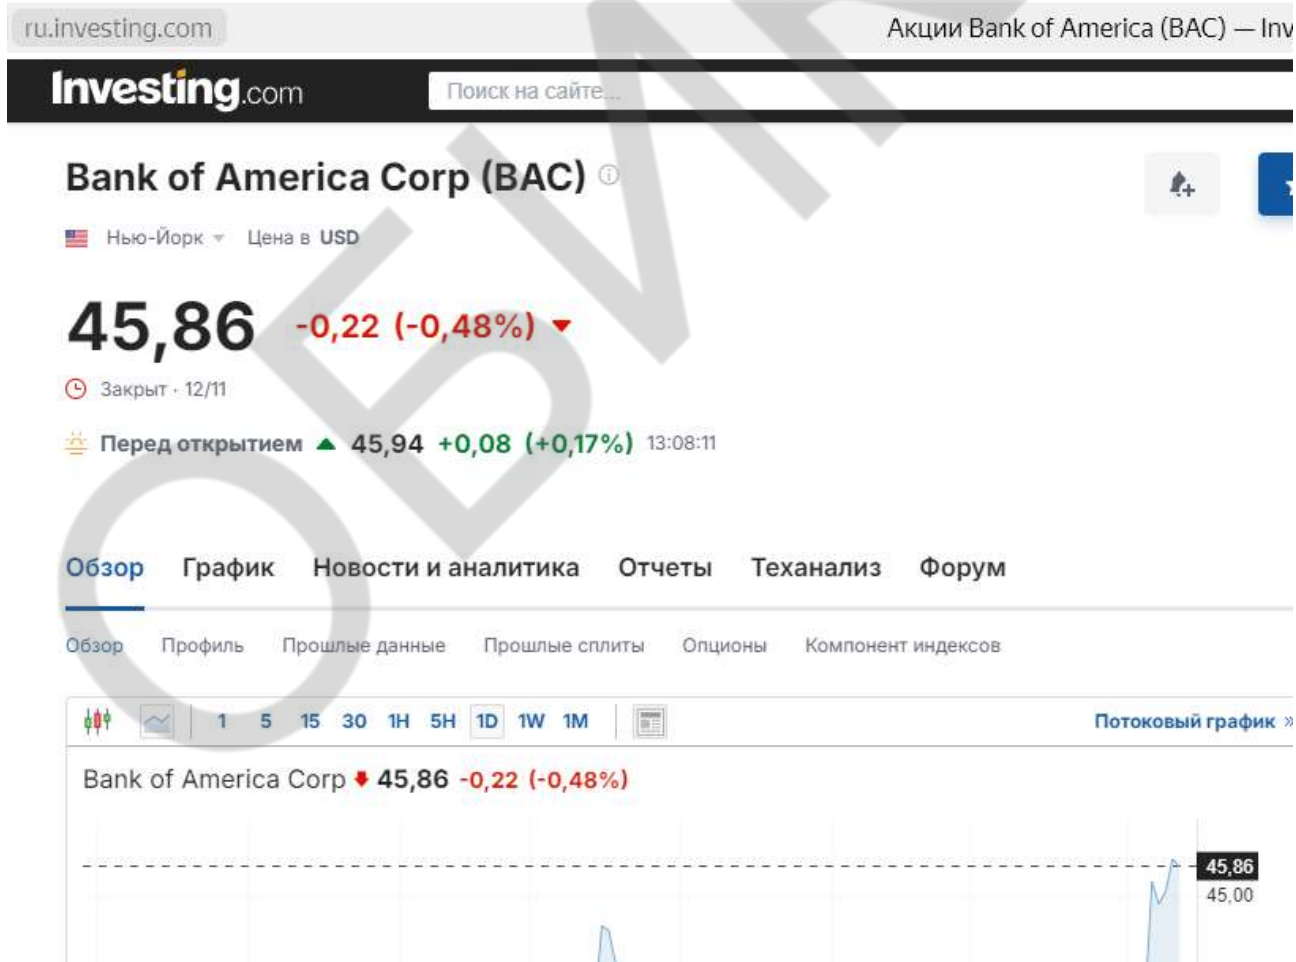 ru.investing.com
Акции Bank of America (BAC) — Inv
Investing.com
Поиск на сайте...
Bank of America Corp (BAC)
Нью-Йорк Цена в USD
45,86 -0,22 (-0,48%)
Закрыт · 12/11
Перед открытием 45,94 +0,08 (+0,17%) 13:08:11
Обзор График Новости и аналитика Отчеты Теханализ Форум
Обзор Профиль Прошлые данные Прошлые сплиты Опционы Компонент индексов
1 5 15 30 1H 5H 1D 1W 1M Потоковый график »
Bank of America Corp 45,86 -0,22 (-0,48%)
45,86
45,00
ОБИ